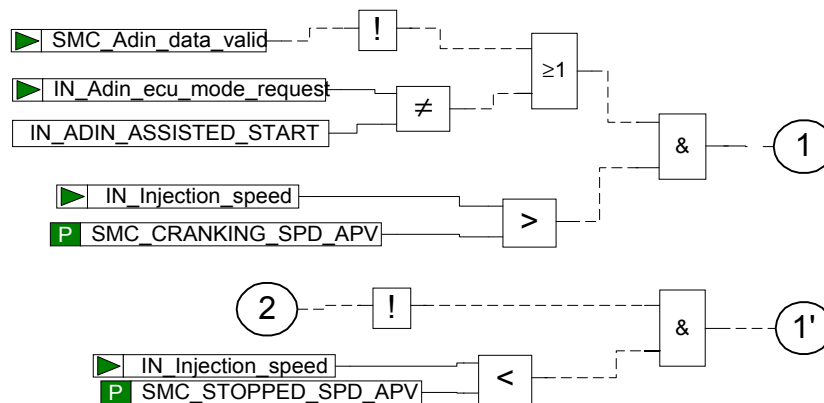 SMC_Adin_data_valid
!
IN_Adin_ecu_mode_request
≠
IN_ADIN_ASSISTED_START
≥1
&
1
IN_Injection_speed
>
P SMC_CRANKING_SPD_APV
2
!
&
1'
IN_Injection_speed
<
P SMC_STOPPED_SPD_APV